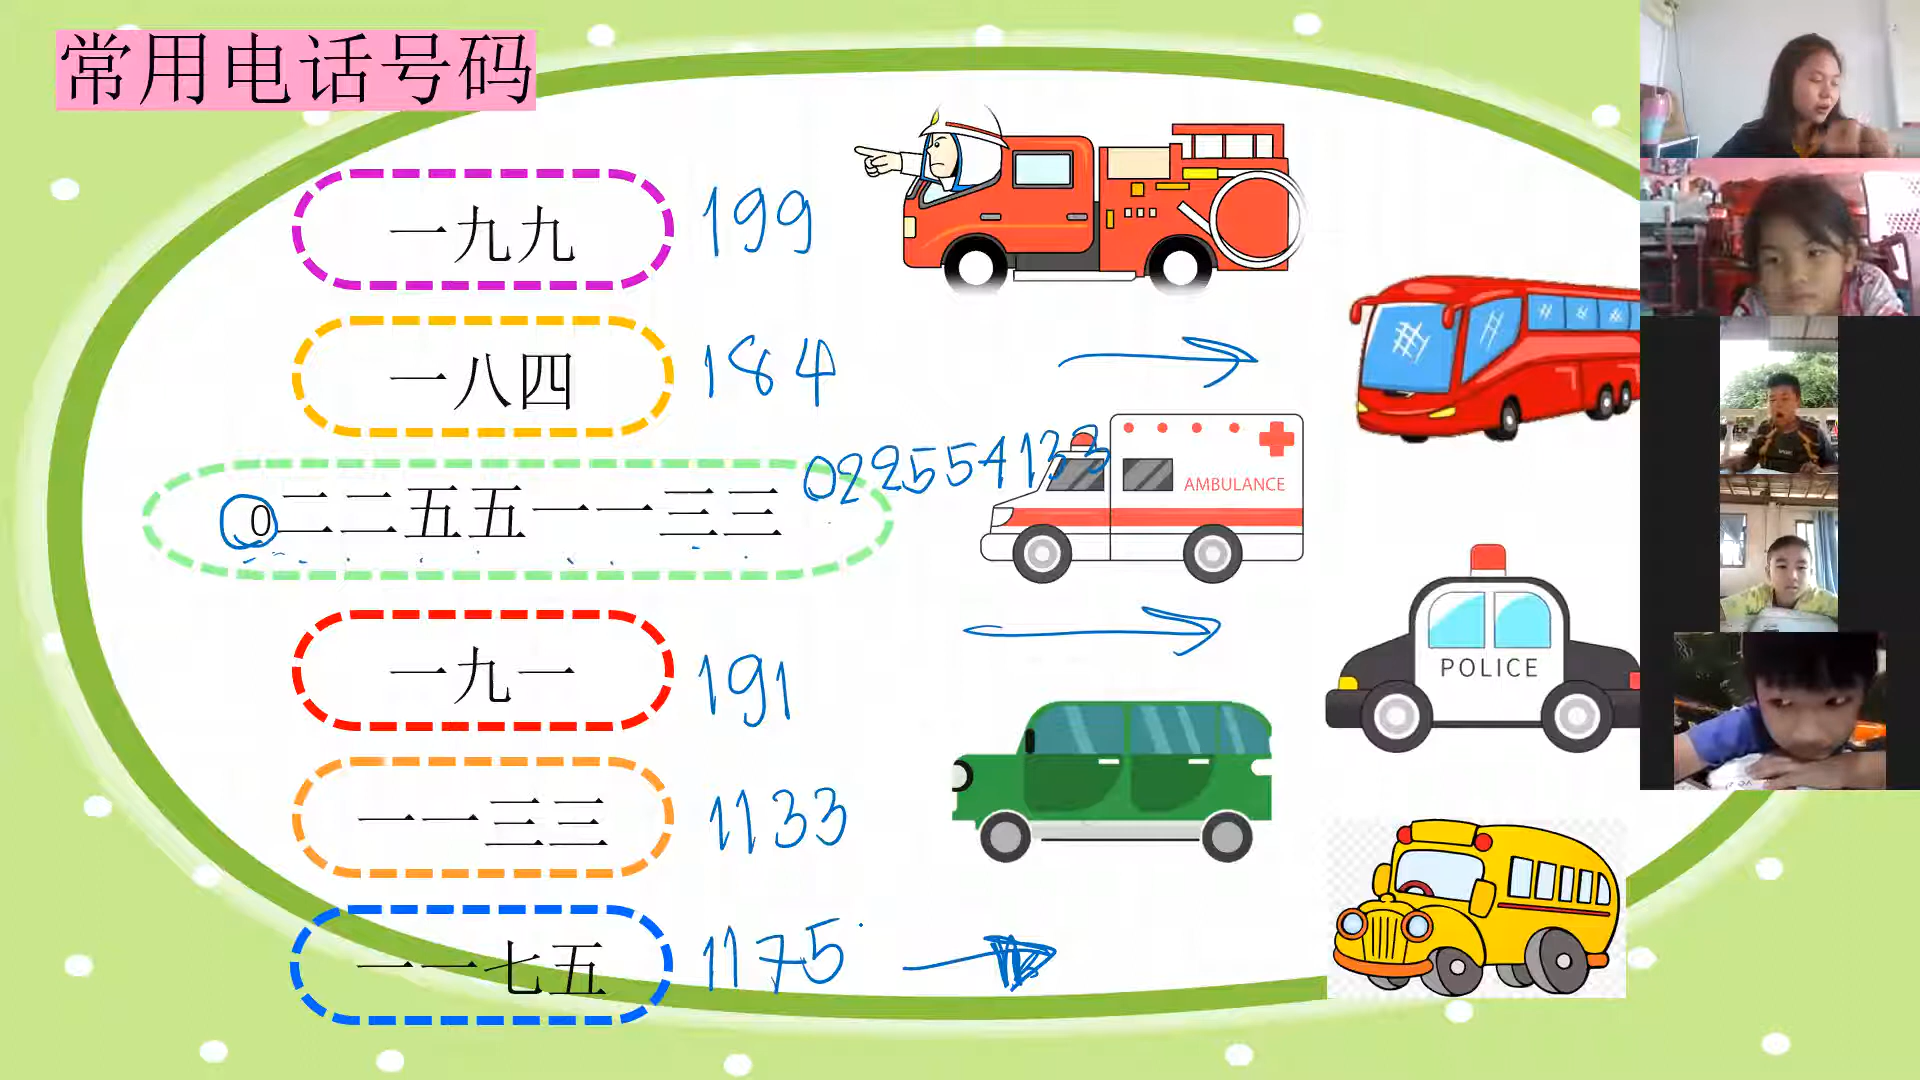 常用电话号码
一九九 199
一八四 184
0二二五五一一三三 022554133
AMBULANCE
一九一 191
POLICE
一一三三 1133
一一七五 1175